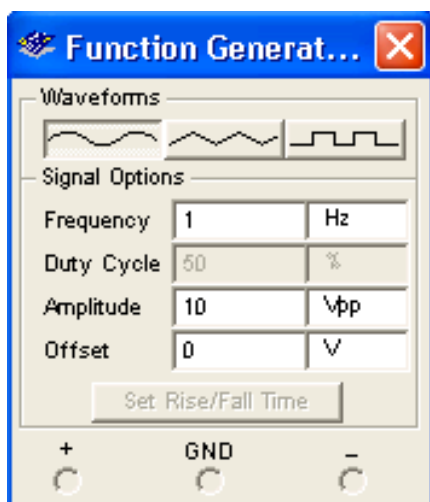 Function Generat...
Waveforms
Signal Options
Frequency 1 Hz
Duty Cycle 50 %
Amplitude 10 Vpp
Offset 0 V
Set Rise/Fall Time
+ GND –